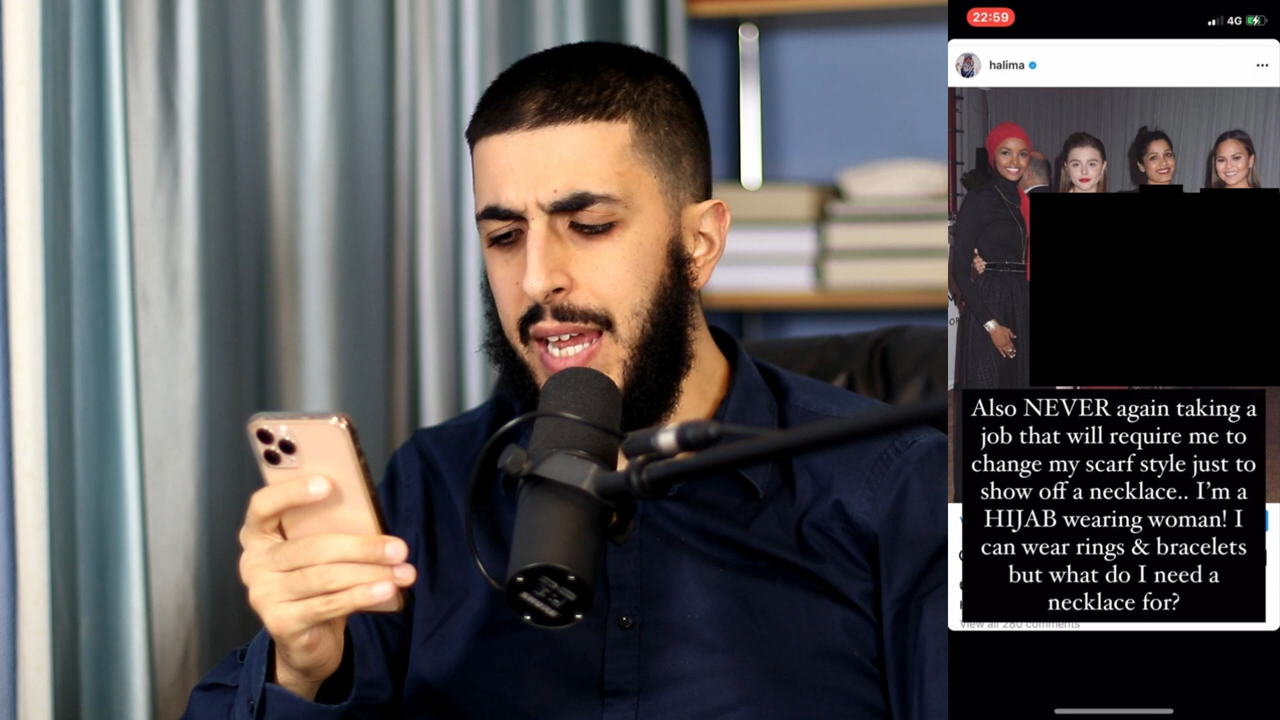 22:59
4G
halima
Also NEVER again taking a
job that will require me to
change my scarf style just to
show off a necklace.. I'm a
HIJAB wearing woman! I
can wear rings & bracelets
but what do I need a
necklace for?
View all 280 comments
SHURE